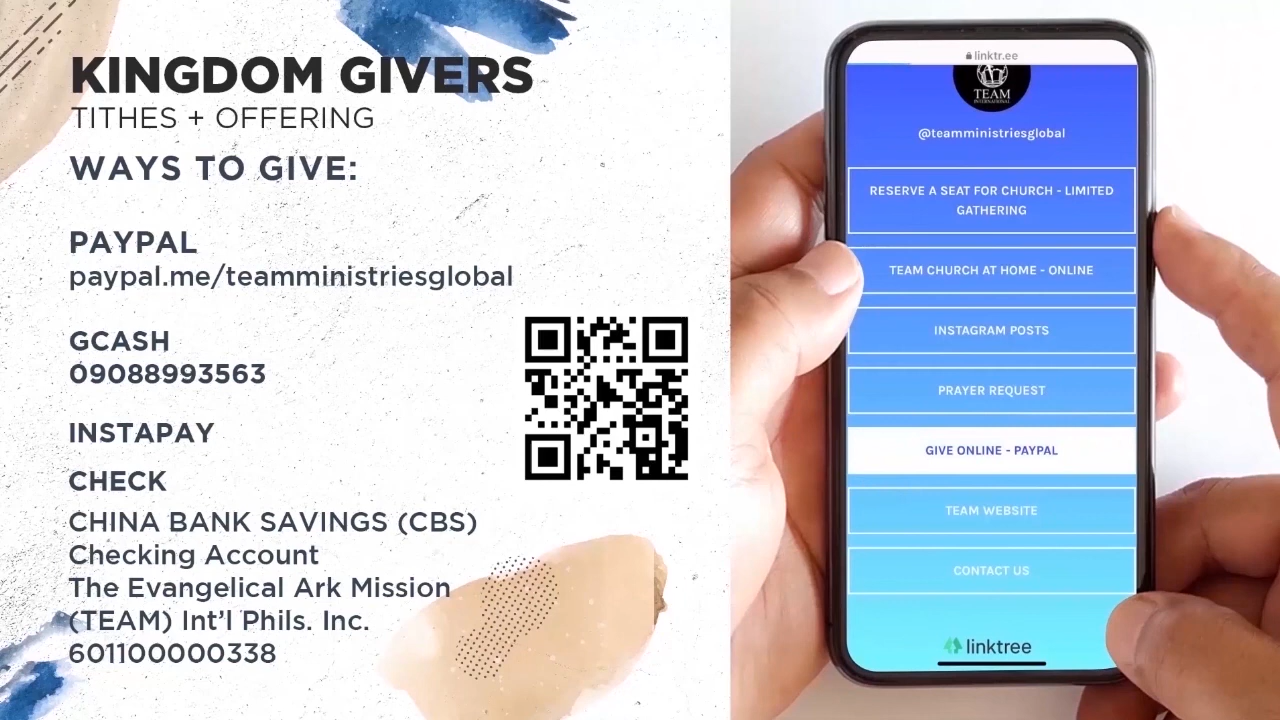 KINGDOM GIVERS
TITHES + OFFERING
WAYS TO GIVE:
PAYPAL
paypal.me/teamministriesglobal
GCASH
09088993563
INSTAPAY
CHECK
CHINA BANK SAVINGS (CBS)
Checking Account
The Evangelical Ark Mission
(TEAM) Int'l Phils. Inc.
601100000338
linktr.ee
TEAM
INTERNATIONAL
@teamministriesglobal
RESERVE A SEAT FOR CHURCH - LIMITED
GATHERING
TEAM CHURCH AT HOME - ONLINE
INSTAGRAM POSTS
PRAYER REQUEST
GIVE ONLINE - PAYPAL
TEAM WEBSITE
CONTACT US
linktree